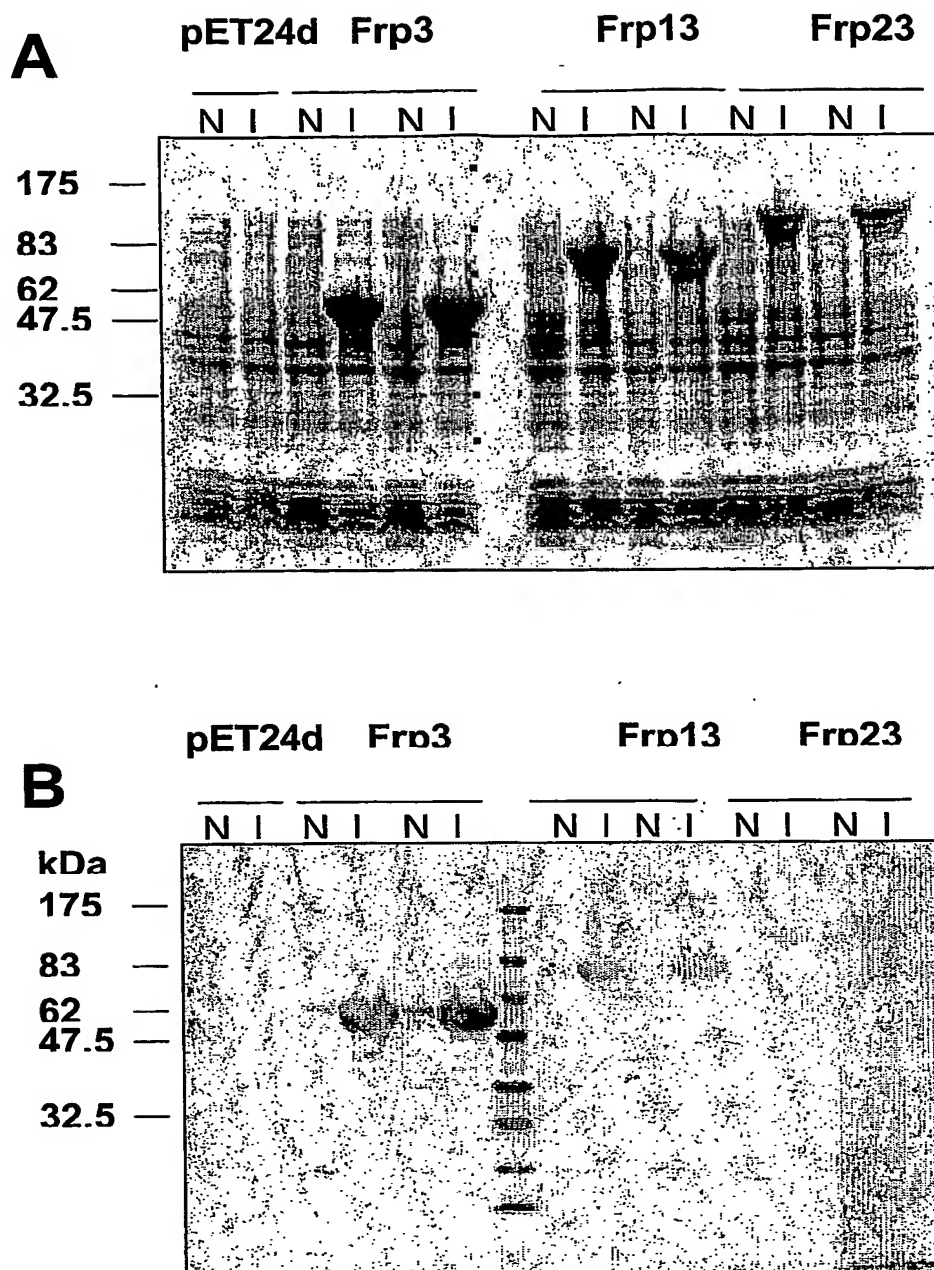 A
pET24d Frp3 Frp13 Frp23
N I N I N I N I N I N I N I
175
83
62
47.5
32.5
B
pET24d Frp3 Frp13 Frp23
N I N I N I N I N I N I N I
kDa
175
83
62
47.5
32.5